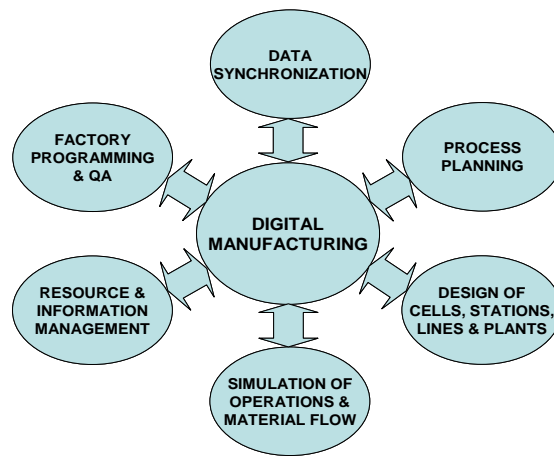 DATA
SYNCHRONIZATION
FACTORY
PROGRAMMING
& QA
PROCESS
PLANNING
DIGITAL
MANUFACTURING
RESOURCE &
INFORMATION
MANAGEMENT
DESIGN OF
CELLS, STATIONS,
LINES & PLANTS
SIMULATION OF
OPERATIONS &
MATERIAL FLOW